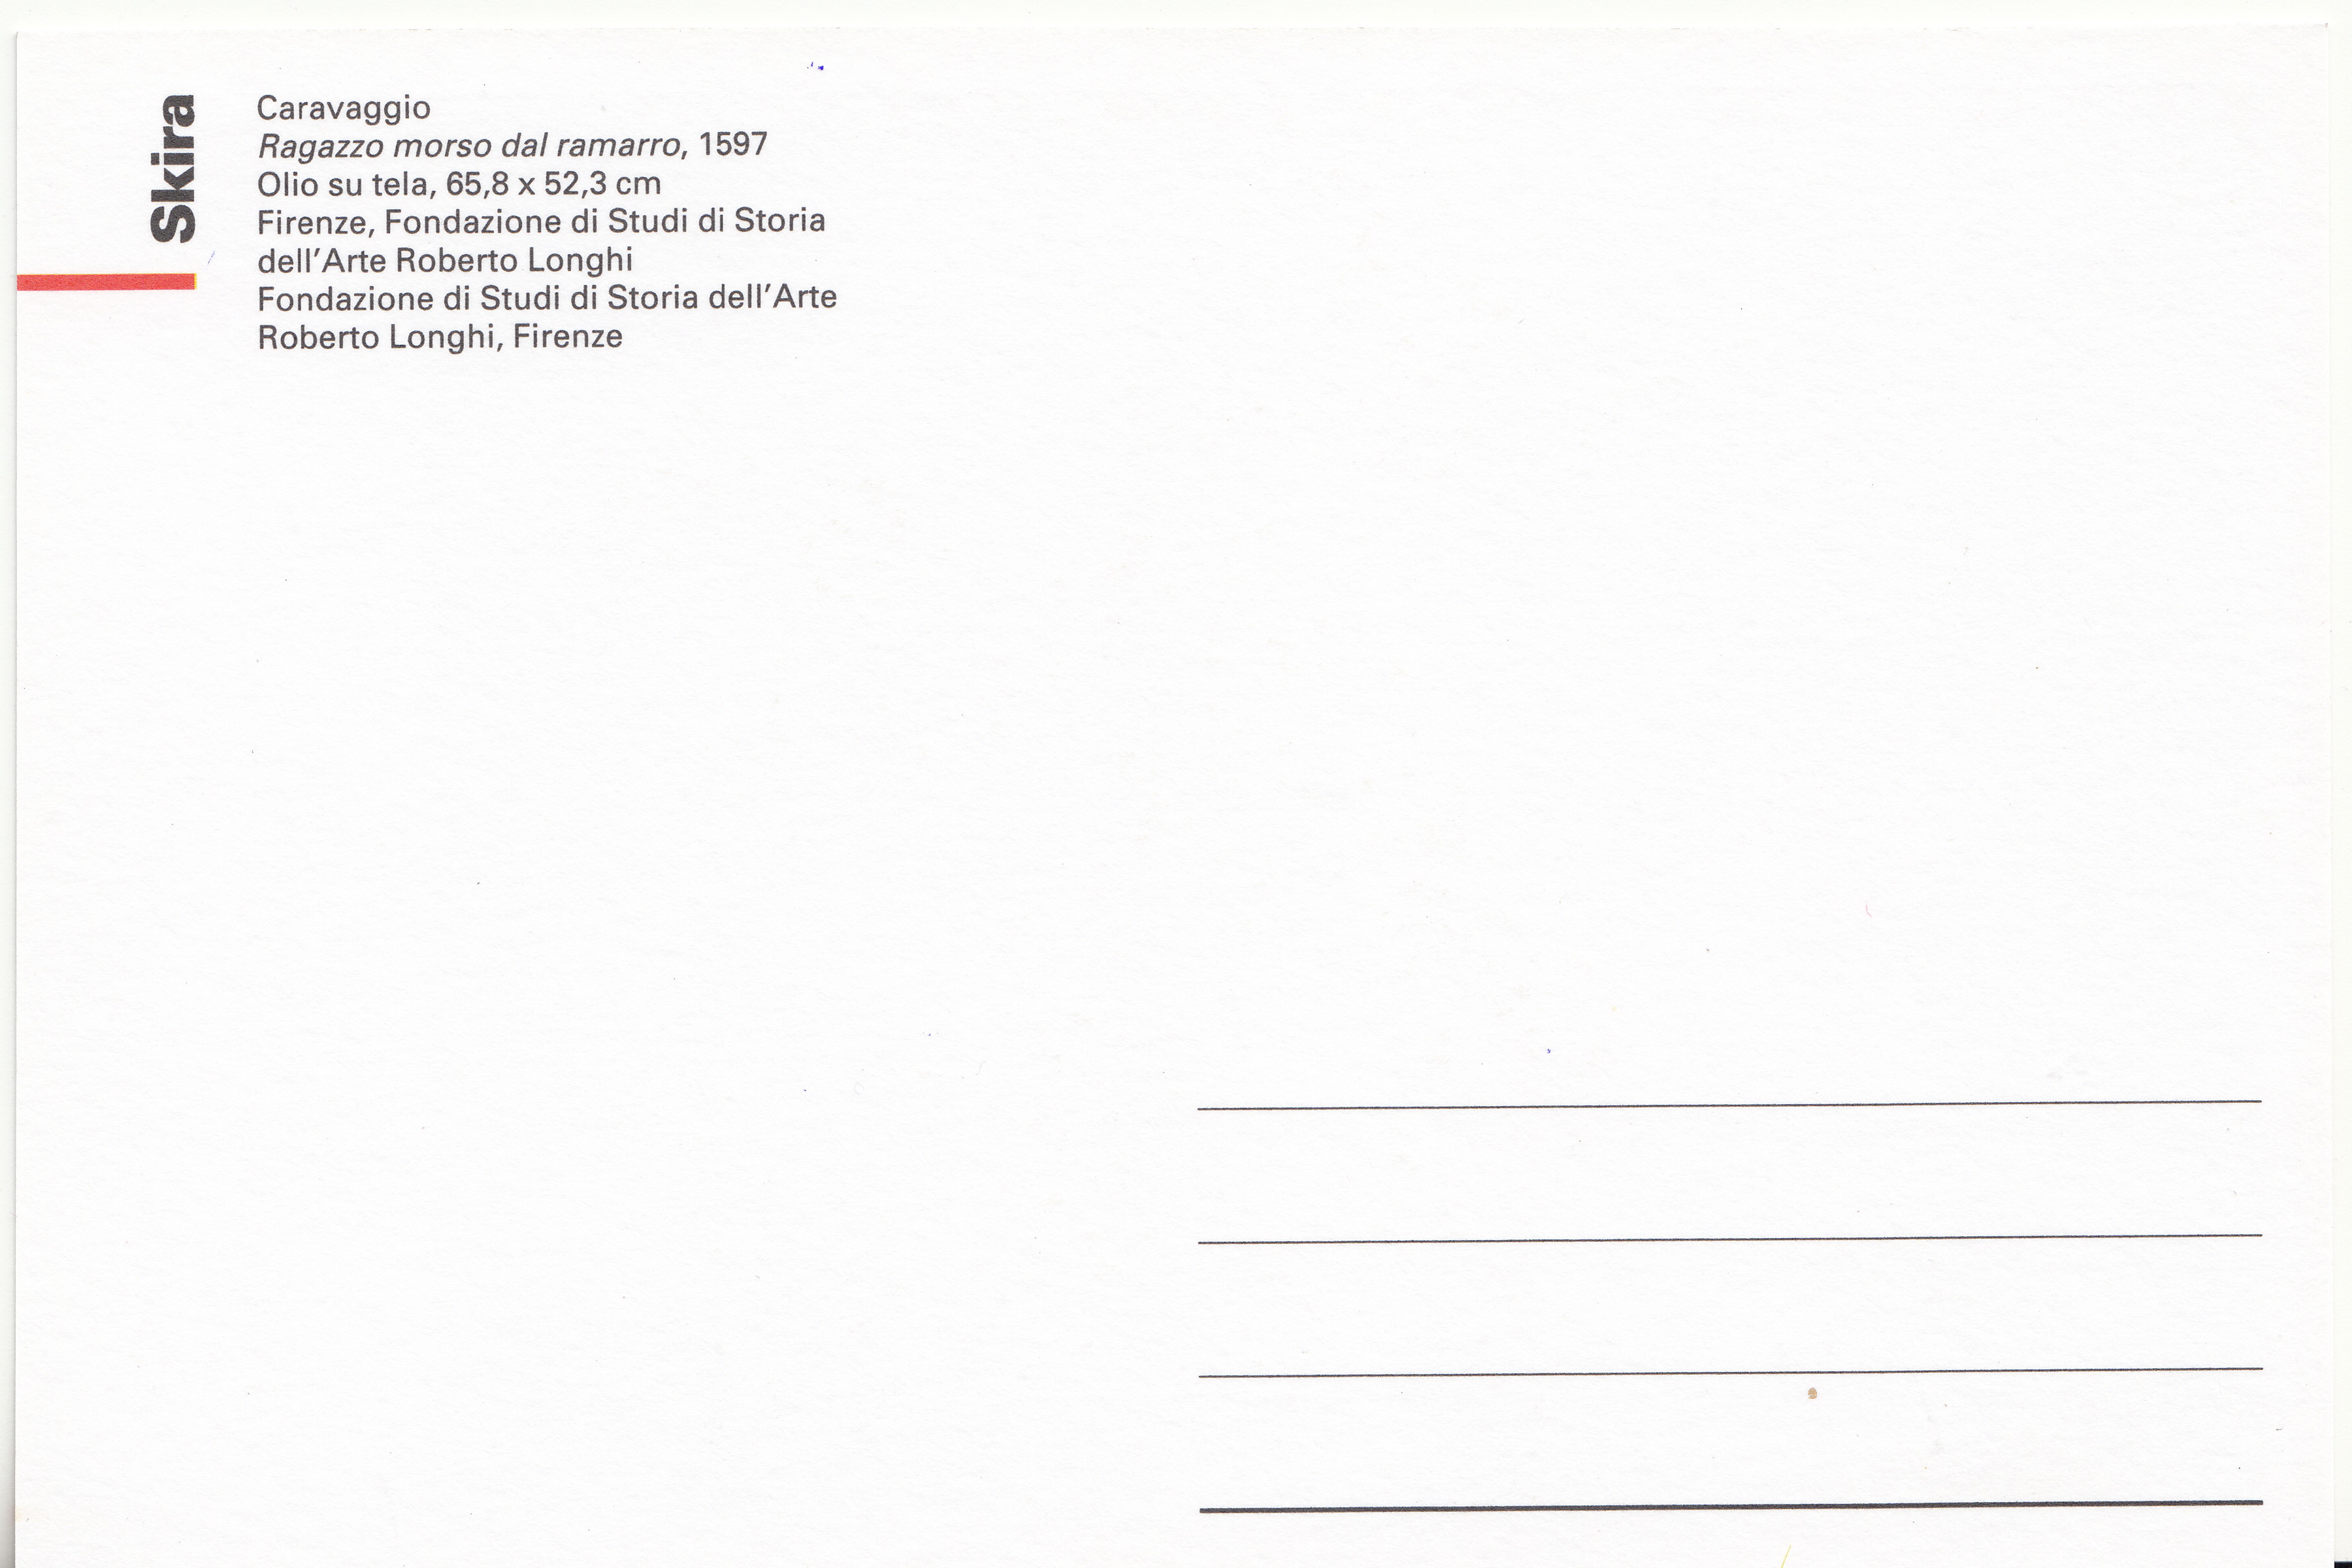 Skira
Caravaggio
Ragazzo morso dal ramarro, 1597
Olio su tela, 65,8 x 52,3 cm
Firenze, Fondazione di Studi di Storia
dell'Arte Roberto Longhi
Fondazione di Studi di Storia dell'Arte
Roberto Longhi, Firenze